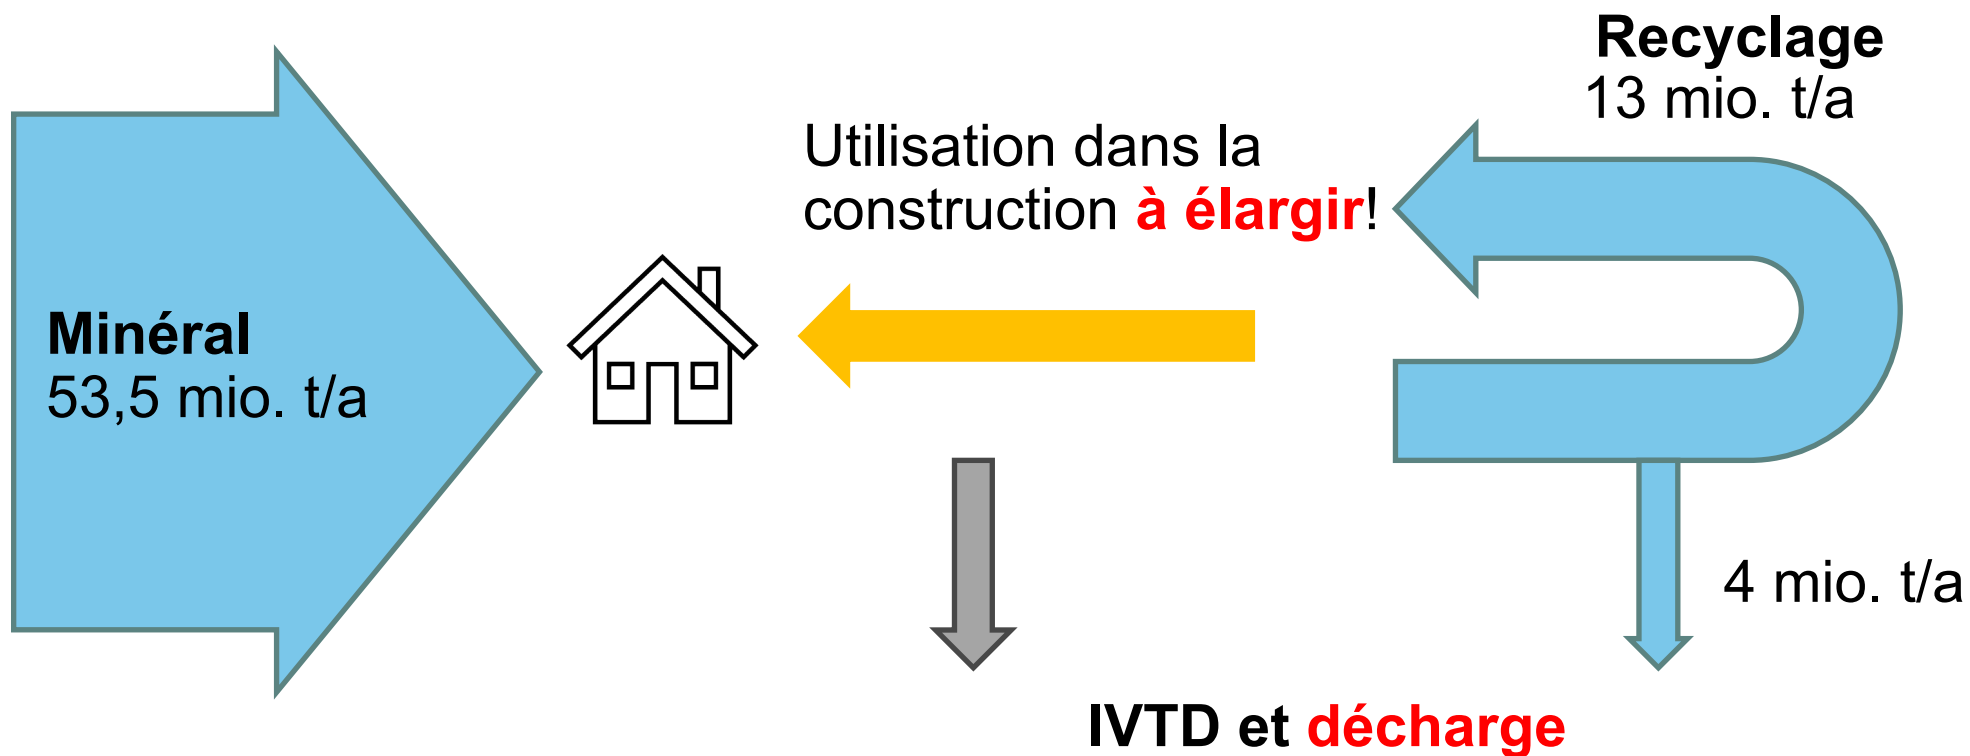 Recyclage
13 mio. t/a
Utilisation dans la
construction à élargir!
Minéral
53,5 mio. t/a
4 mio. t/a
IVTD et décharge